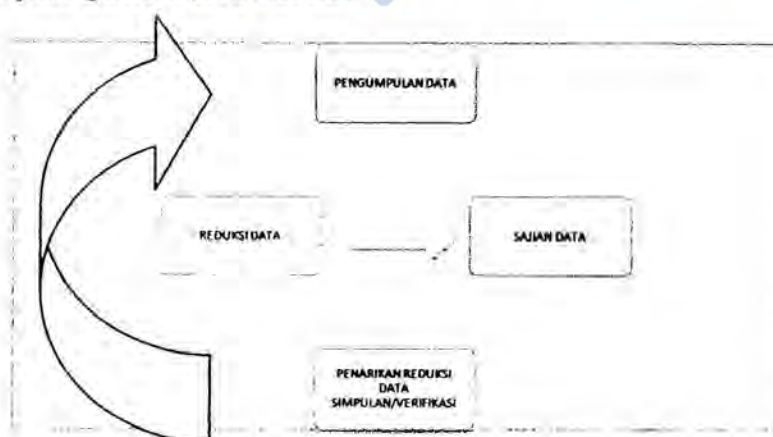 PENGUMPULAN DATA
REDUKSI DATA
SAJIAN DATA
PENARIKAN REDUKSI
DATA
SIMPULAN/VERIFIKASI